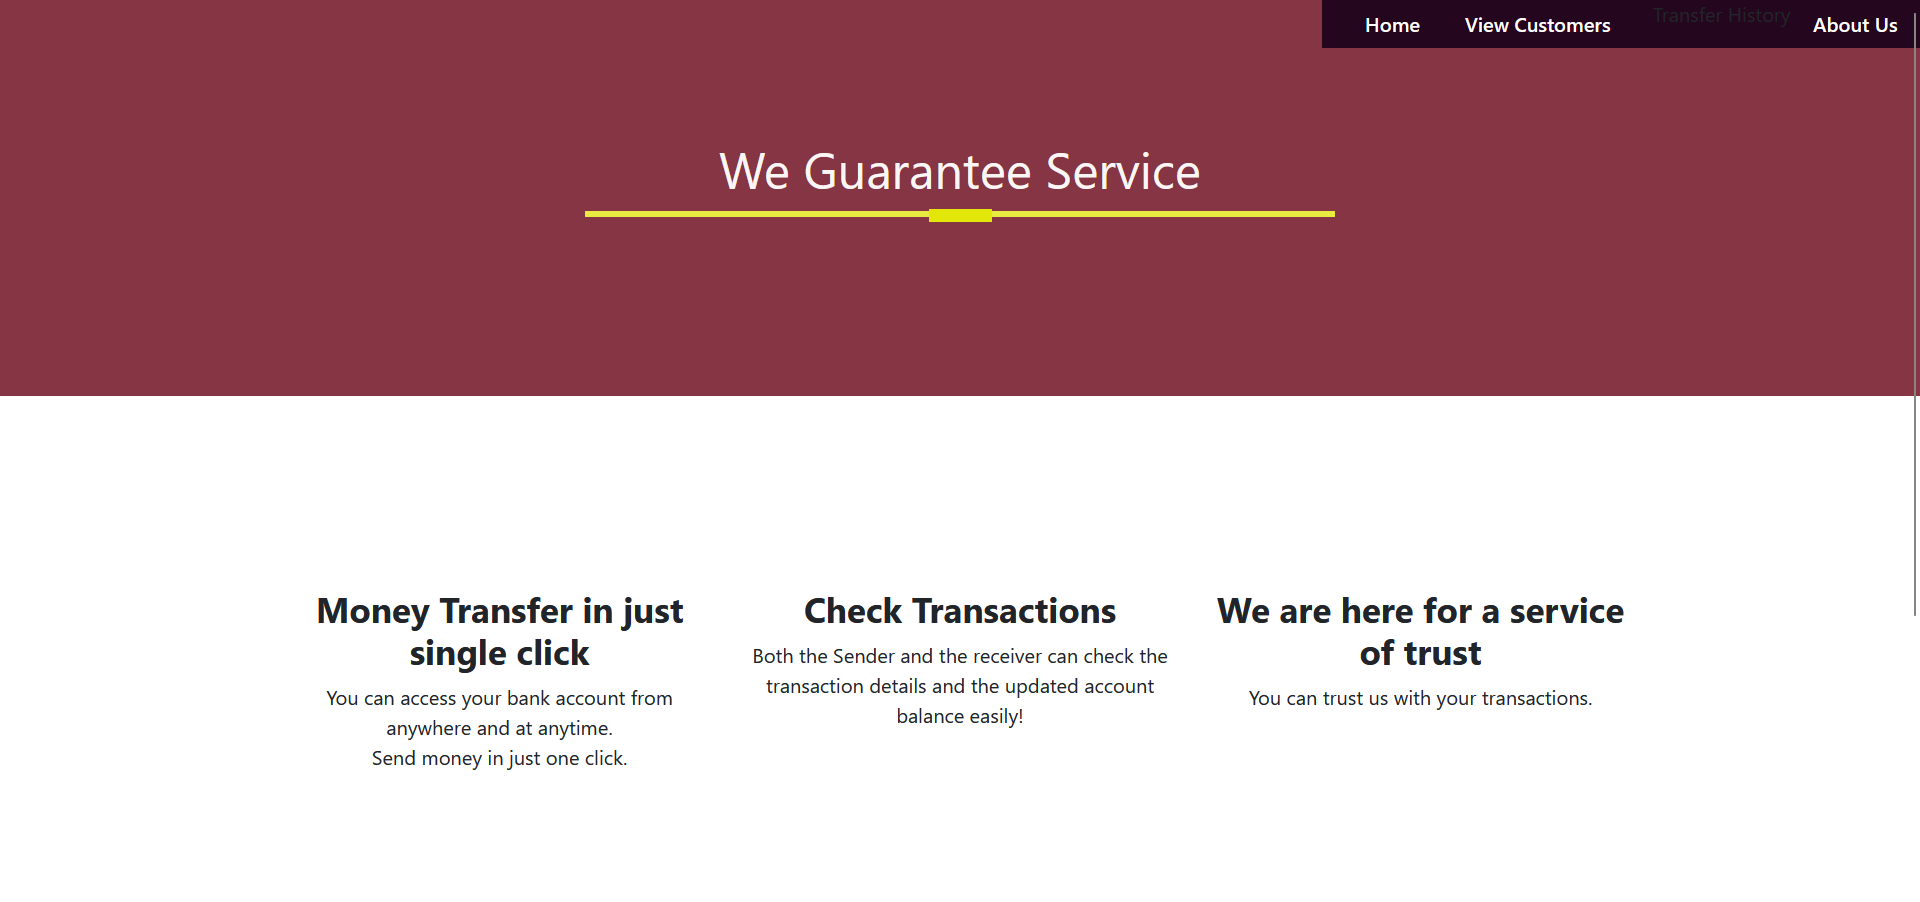 Home View Customers Transfer History About Us
We Guarantee Service
Money Transfer in just
single click
You can access your bank account from
anywhere and at anytime.
Send money in just one click.
Check Transactions
Both the Sender and the receiver can check the
transaction details and the updated account
balance easily!
We are here for a service
of trust
You can trust us with your transactions.